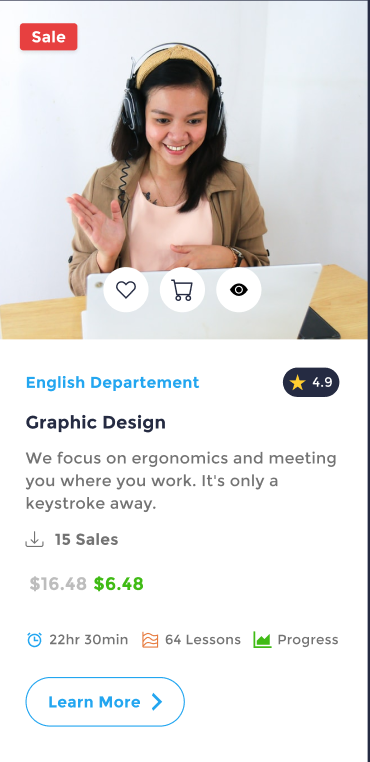 Sale
English Departement
4.9
Graphic Design
We focus on ergonomics and meeting
you where you work. It's only a
keystroke away.
15 Sales
$16.48 $6.48
22hr 30min
64 Lessons
Progress
Learn More